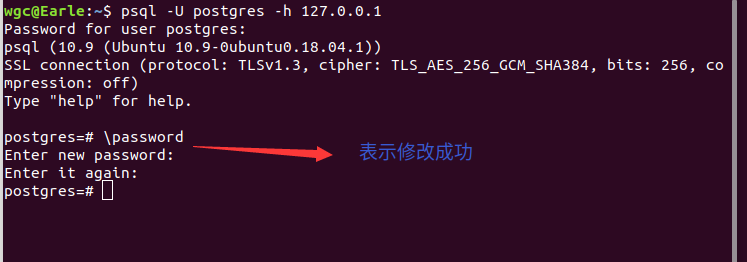 wgc@Earle:~$ psql -U postgres -h 127.0.0.1
Password for user postgres:
psql (10.9 (Ubuntu 10.9-0ubuntu0.18.04.1))
SSL connection (protocol: TLSv1.3, cipher: TLS_AES_256_GCM_SHA384, bits: 256, co
mpression: off)
Type "help" for help.
postgres=# \password
Enter new password:
表示修改成功
Enter it again:
postgres=#